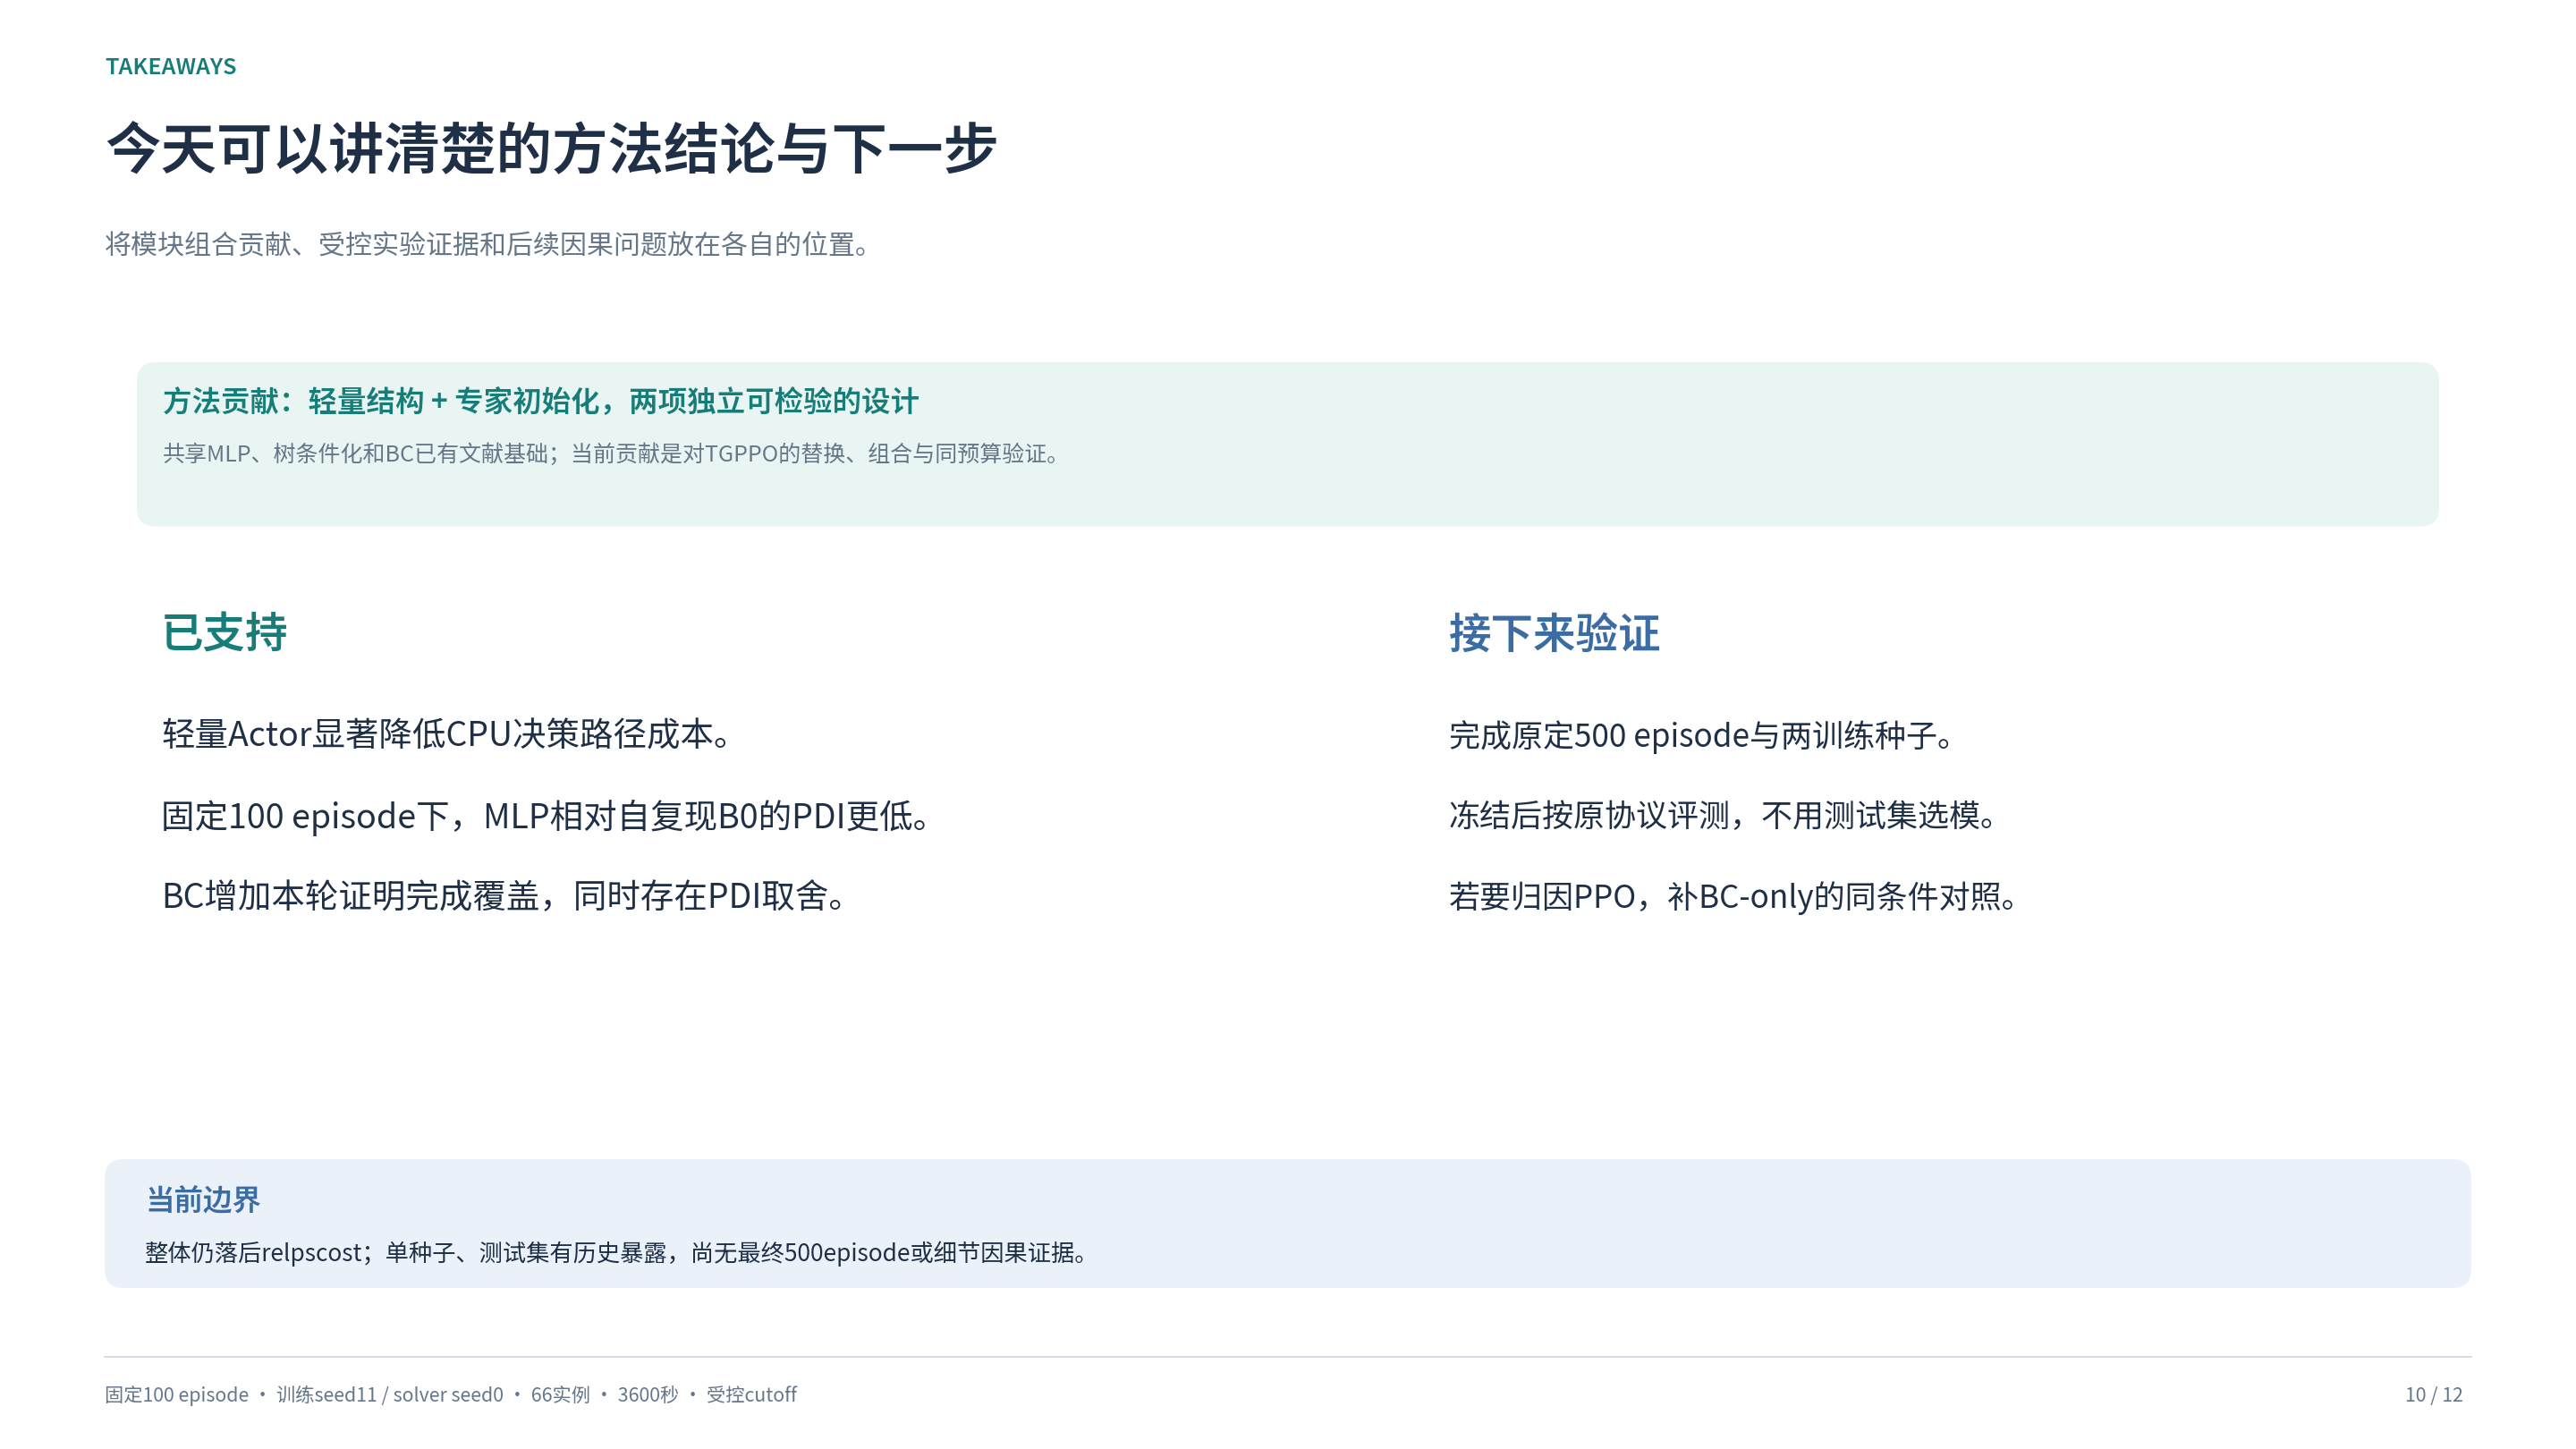 TAKEAWAYS
今天可以讲清楚的方法结论与下一步
将模块组合贡献、受控实验证据和后续因果问题放在各自的位置。
方法贡献：轻量结构 + 专家初始化，两项独立可检验的设计
共享MLP、树条件化和BC已有文献基础；当前贡献是对TGPPO的替换、组合与同预算验证。
已支持
轻量Actor显著降低CPU决策路径成本。
固定100 episode下，MLP相对自复现B0的PDI更低。
BC增加本轮证明完成覆盖，同时存在PDI取舍。
接下来验证
完成原定500 episode与两训练种子。
冻结后按原协议评测，不用测试集选模。
若要归因PPO，补BC-only的同条件对照。
当前边界
整体仍落后relpscost；单种子、测试集有历史暴露，尚无最终500episode或细节因果证据。
固定100 episode • 训练seed11 / solver seed0 • 66实例 • 3600秒 • 受控cutoff
10 / 12